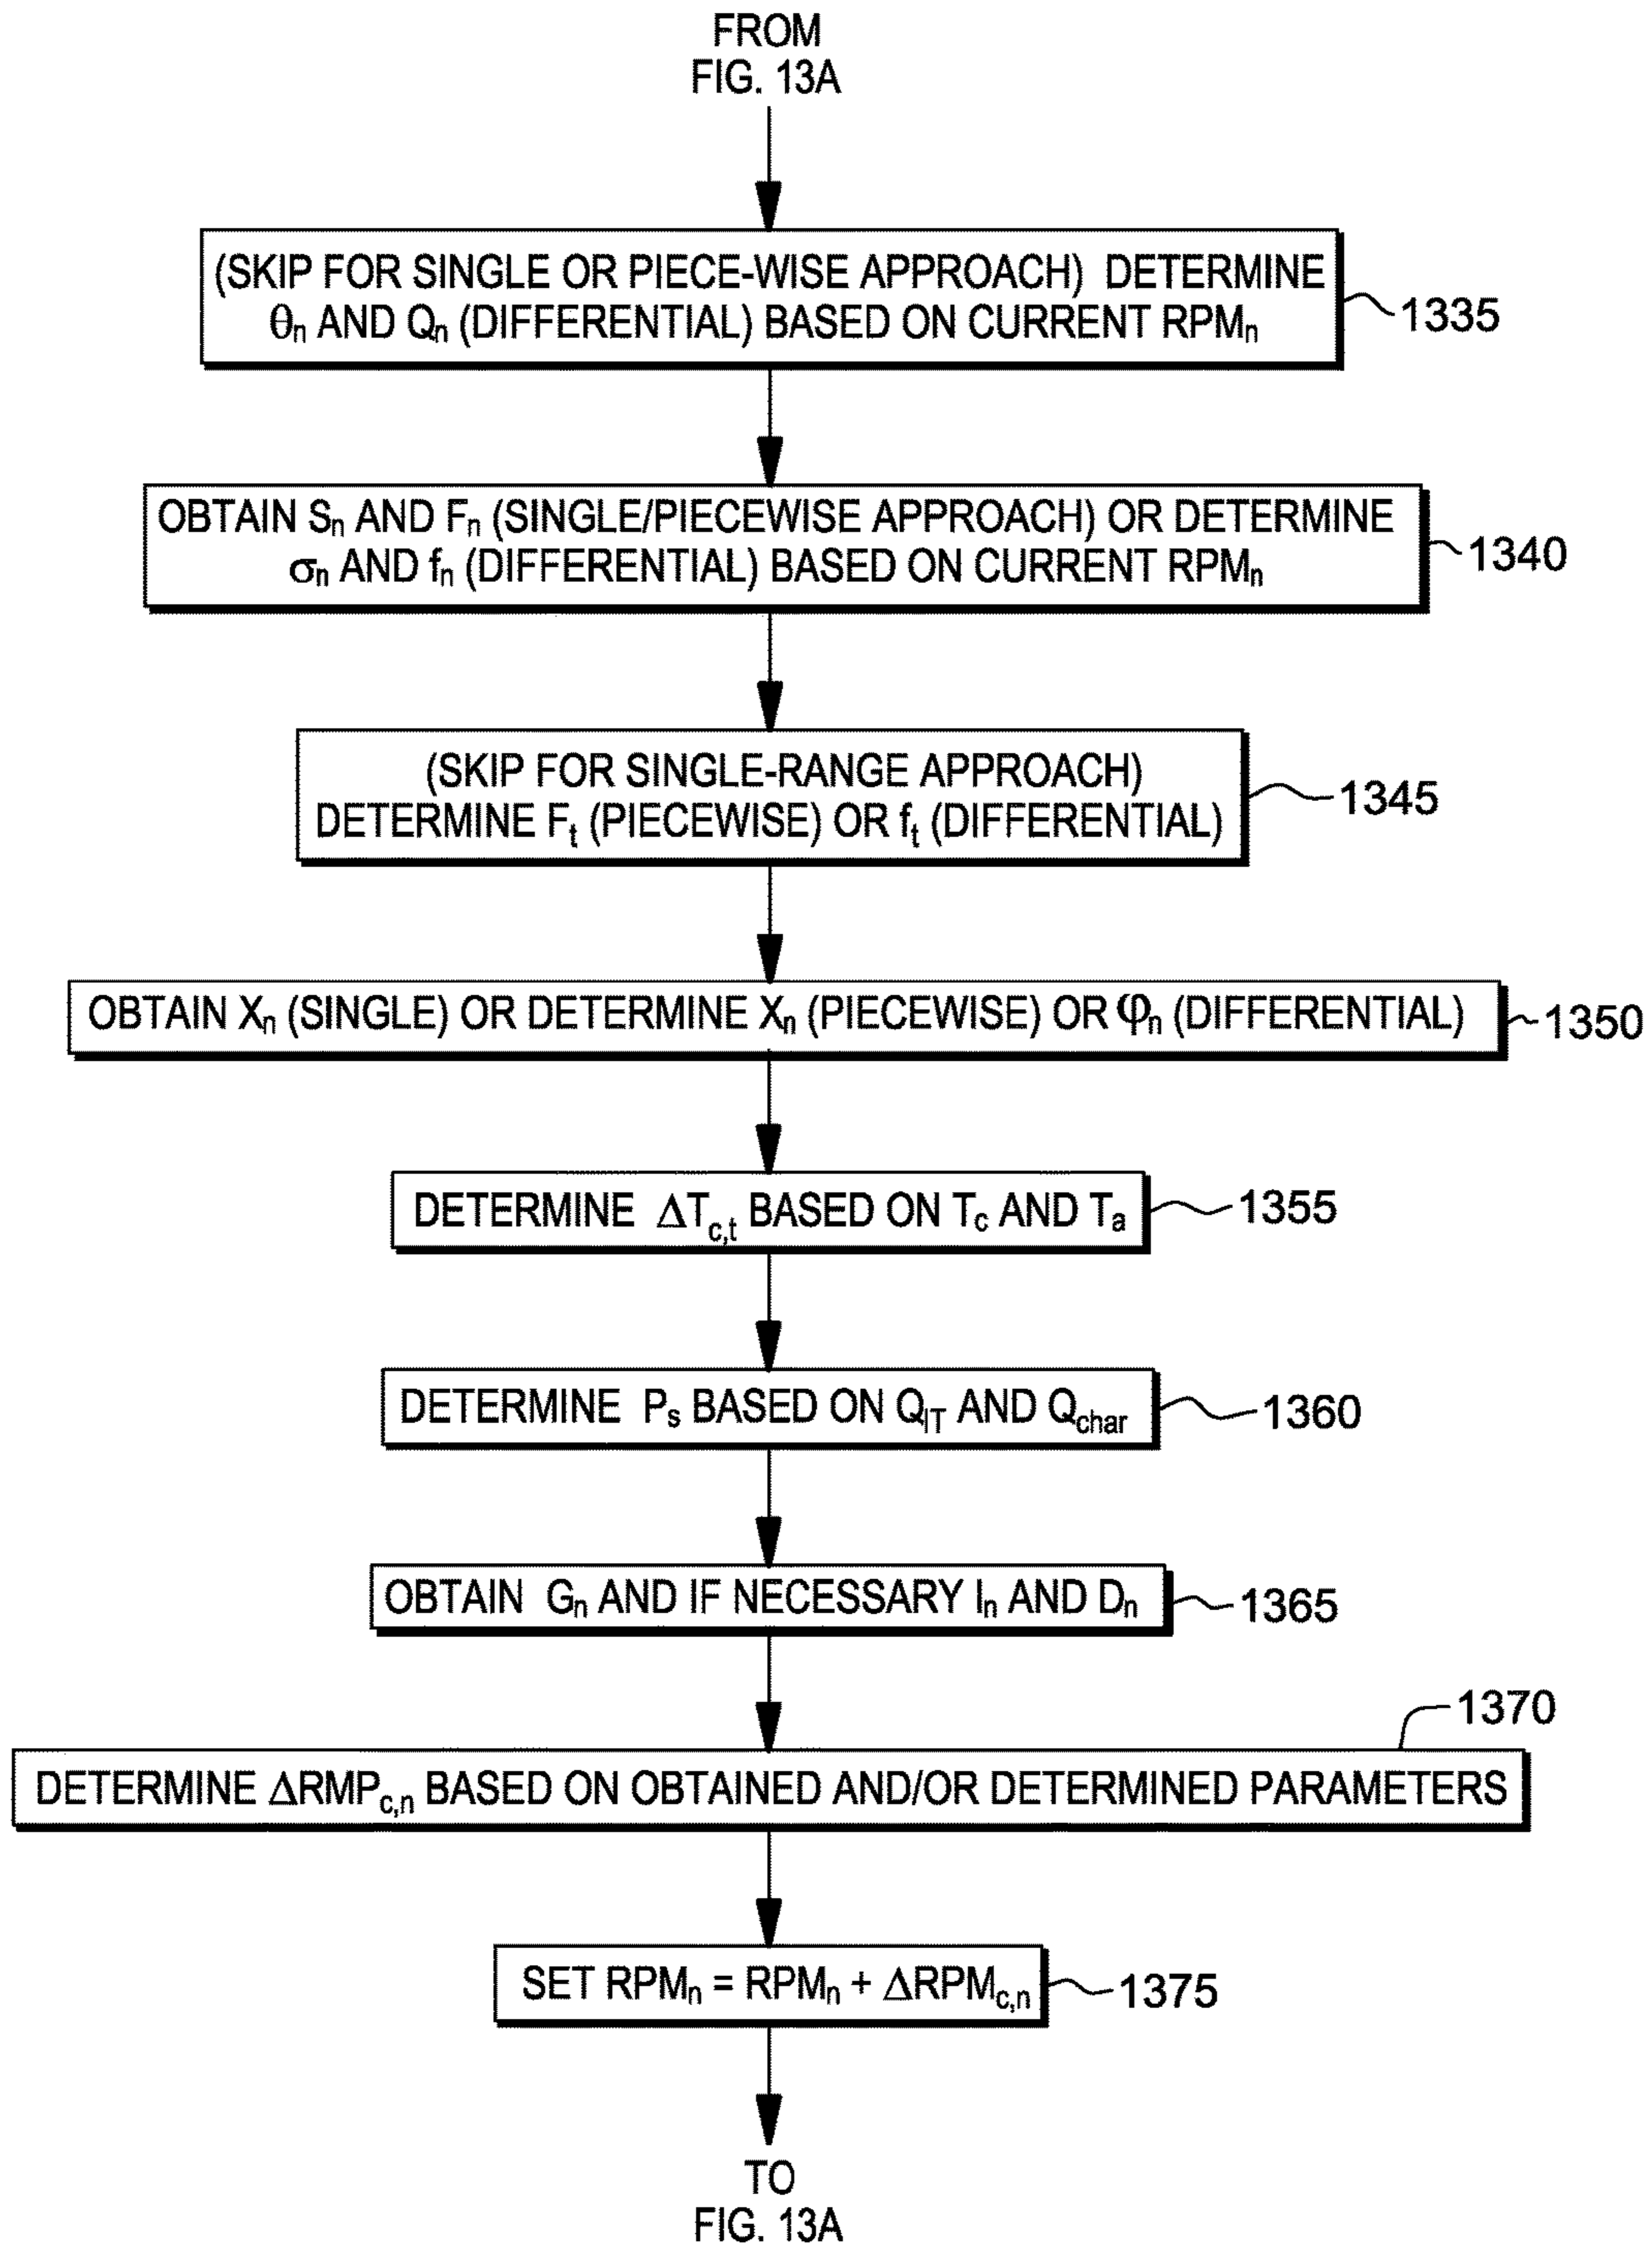 FROM
FIG. 13A
(SKIP FOR SINGLE OR PIECE-WISE APPROACH) DETERMINE
θn AND Qn (DIFFERENTIAL) BASED ON CURRENT RPMn
1335
OBTAIN Sn AND Fn (SINGLE/PIECEWISE APPROACH) OR DETERMINE
σn AND fn (DIFFERENTIAL) BASED ON CURRENT RPMn
1340
(SKIP FOR SINGLE-RANGE APPROACH)
DETERMINE Ft (PIECEWISE) OR ft (DIFFERENTIAL)
1345
OBTAIN Xn (SINGLE) OR DETERMINE Xn (PIECEWISE) OR φn (DIFFERENTIAL)
1350
DETERMINE ΔTc,t BASED ON Tc AND Ta
1355
DETERMINE Ps BASED ON QIT AND Qchar
1360
OBTAIN Gn AND IF NECESSARY In AND Dn
1365
1370
DETERMINE ΔRMPc,n BASED ON OBTAINED AND/OR DETERMINED PARAMETERS
SET RPMn = RPMn + ΔRPMc,n
1375
TO
FIG. 13A